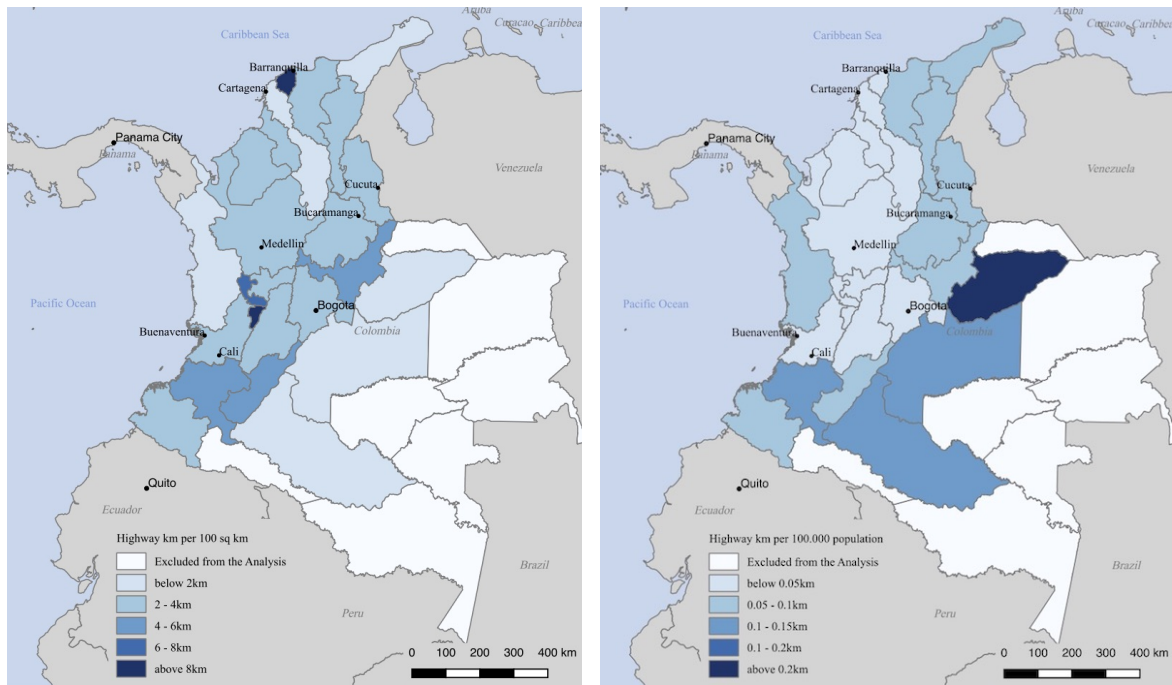 Aruba
Curacao
Caribbean
Caribbean Sea
Barranquilla
Cartagena
Panama City
Panama
Venezuela
Cucuta
Bucaramanga
Medellin
Pacific Ocean
Bogota
Buenaventura
Colombia
Cali
Quito
Ecuador
Highway km per 100 sq km
Excluded from the Analysis
below 2km
2 - 4km
4 - 6km
6 - 8km
above 8km
Brazil
Peru
0 100 200 300 400 km
Aruba
Curacao
Caribbean
Caribbean Sea
Barranquilla
Cartagena
Panama City
Panama
Venezuela
Cucuta
Bucaramanga
Medellin
Pacific Ocean
Bogota
Buenaventura
Colombia
Cali
Quito
Ecuador
Highway km per 100.000 population
Excluded from the Analysis
below 0.05km
0.05 - 0.1km
0.1 - 0.15km
0.1 - 0.2km
above 0.2km
Brazil
Peru
0 100 200 300 400 km